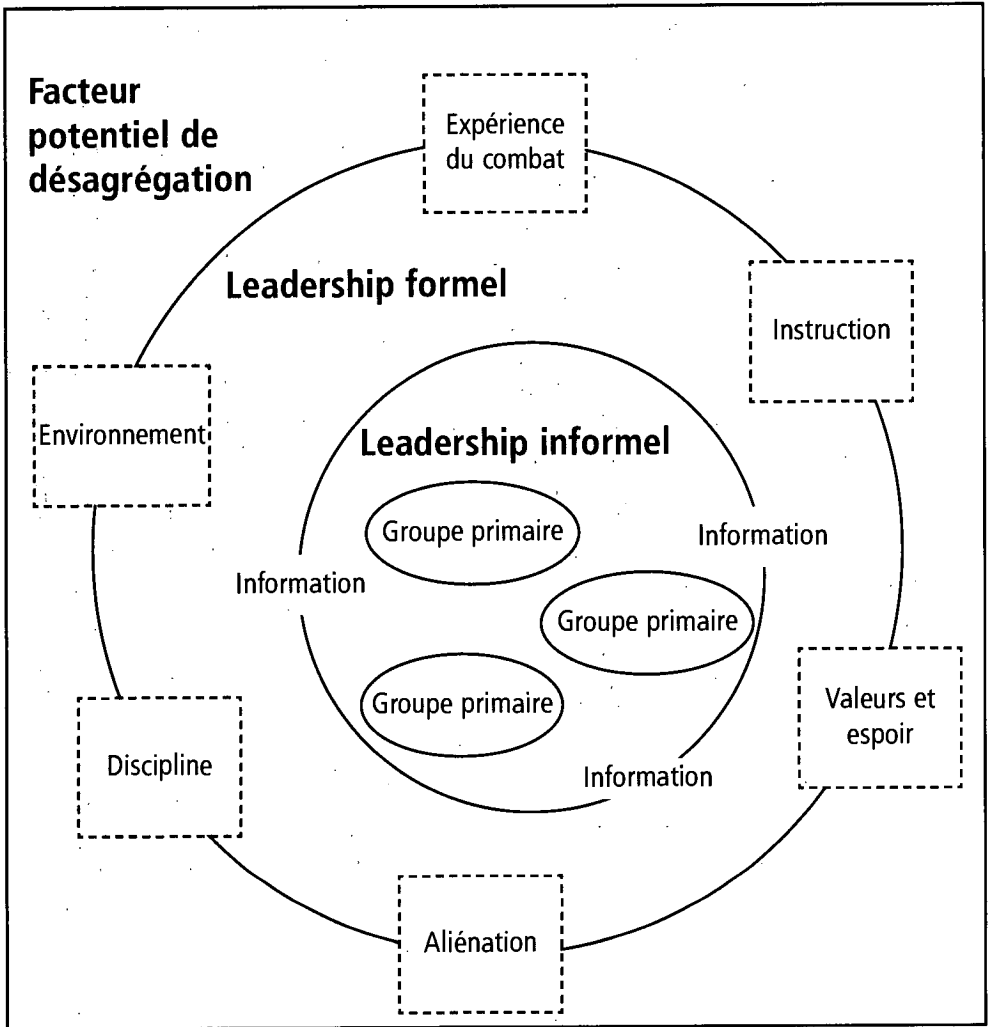 Facteur
potentiel de
désagrégation
Expérience
du combat
Leadership formel
Instruction
Environnement
Leadership informel
Groupe primaire
Information
Information
Groupe primaire
Groupe primaire
Valeurs et
espoir
Discipline
Information
Aliénation